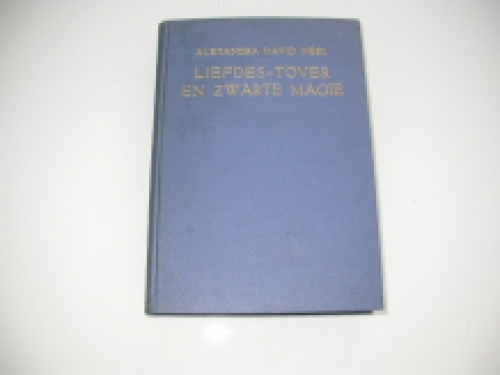 ALEXANDRA DAVID NEEL
LIEFDES-TOVER
EN ZWARTE MAGIE